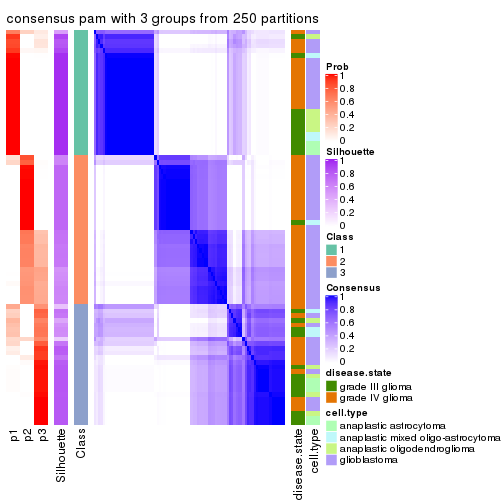 consensus pam with 3 groups from 250 partitions
Prob
1
0.8
0.6
0.4
0.2
0
Silhouette
1
0.8
0.6
0.4
0.2
0
Class
1
2
3
Consensus
1
0.8
0.6
0.4
0.2
0
disease.state
grade III glioma
grade IV glioma
cell.type
anaplastic astrocytoma
anaplastic mixed oligo-astrocytoma
anaplastic oligodendroglioma
glioblastoma
p1
p2
p3
Silhouette
Class
disease.state
cell.type